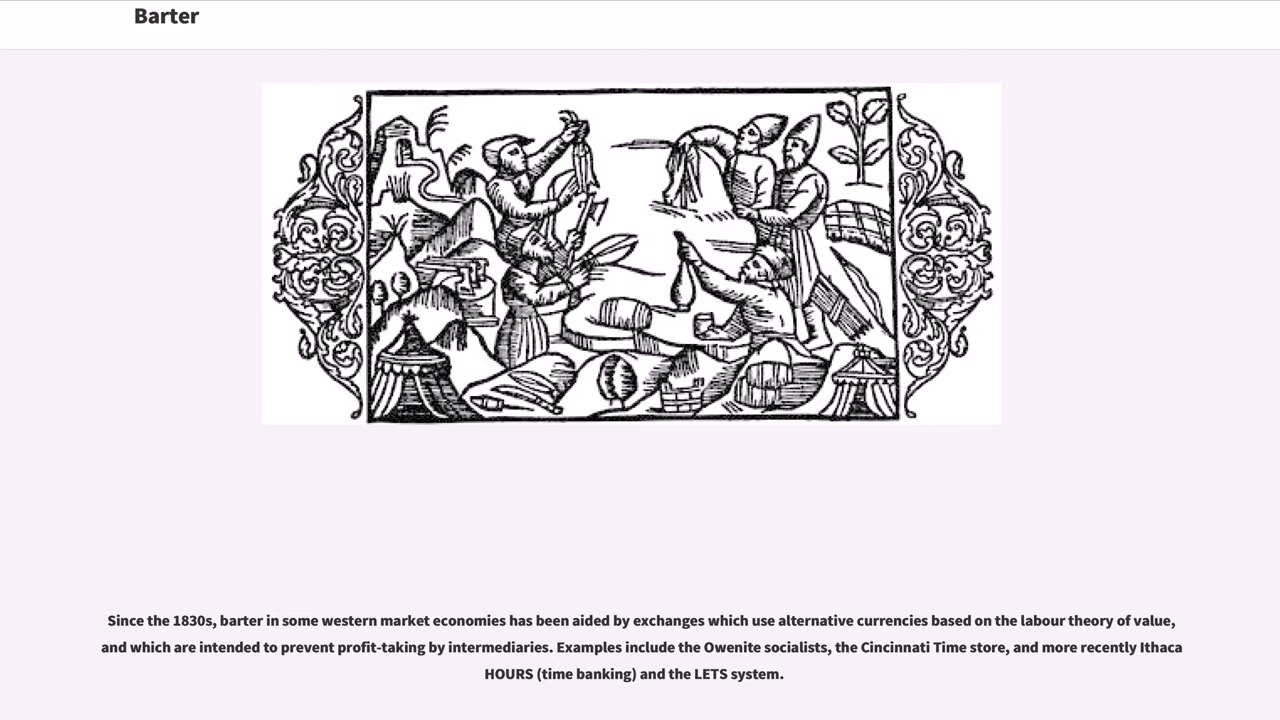 Barter
Since the 1830s, barter in some western market economies has been aided by exchanges which use alternative currencies based on the labour theory of value,
and which are intended to prevent profit-taking by intermediaries. Examples include the Owenite socialists, the Cincinnati Time store, and more recently Ithaca
HOURS (time banking) and the LETS system.